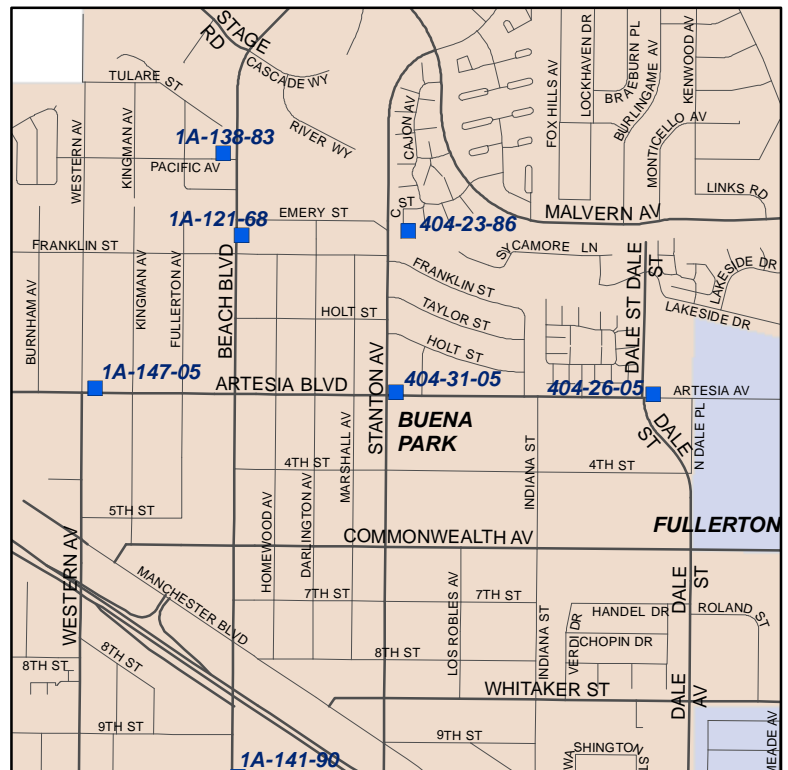 STAGE
RD
CASCADE WY
TULARE ST
RIVER WY
CAJON AV
FOX HILLS AV
LOCKHAVEN DR
BRAEBURN PL
BURLINGAME AV
KENWOOD AV
MONTICELLO AV
WESTERN AV
KINGMAN AV
1A-138-83
PACIFIC AV
LINKS RD
1A-121-68
EMERY ST
C ST
404-23-86
MALVERN AV
FRANKLIN ST
SYCAMORE LN
DALE ST
DALE
ST
LAKESIDE DR
LAKESIDE DR
BURNHAM AV
KINGMAN AV
FULLERTON AV
BEACH BLVD
FRANKLIN ST
HOLT ST
TAYLOR ST
HOLT ST
1A-147-05
ARTESIA BLVD
STANTON AV
404-31-05
404-26-05
ARTESIA AV
BUENA
PARK
MARSHALL AV
INDIANA ST
DALE
ST
N DALE PL
4TH ST
4TH ST
5TH ST
HOMEWOOD AV
DARLINGTON AV
FULLERTON
COMMONWEALTH AV
WESTERN AV
MANCHESTER BLVD
7TH ST
LOS ROBLES AV
7TH ST
INDIANA ST
VERDI DR
HANDEL DR
CHOPIN DR
DALE
ST
ROLAND ST
8TH ST
8TH ST
8TH ST
WHITAKER ST
DALE
AV
9TH ST
9TH ST
SHINGTON
1A-141-90
MEADE AV